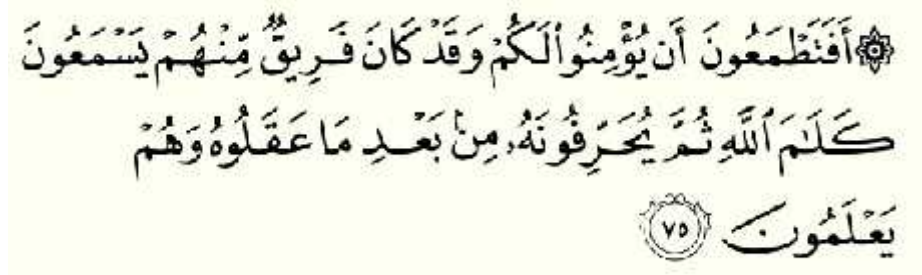 ۞أَفَتَطْمَعُونَ أَن يُؤْمِنُوا۟ لَكُمْ وَقَدْ كَانَ فَرِيقٌ مِّنْهُمْ يَسْمَعُونَ
كَلَـٰمَ ٱللَّهِ ثُمَّ يُحَرِّفُونَهُۥ مِنۢ بَعْدِ مَا عَقَلُوهُ وَهُمْ
يَعْلَمُونَ ٧٥